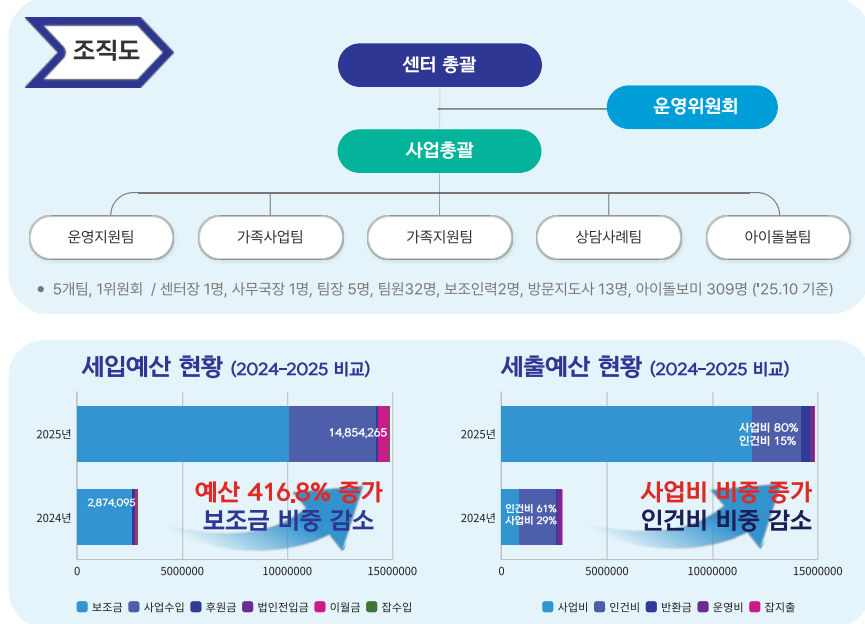 조직도
센터 총괄
운영위원회
사업총괄
운영지원팀 가족사업팀 가족지원팀 상담사례팀 아이돌봄팀
• 5개팀, 1위원회 / 센터장 1명, 사무국장 1명, 팀장 5명, 팀원32명, 보조인력2명, 방문지도사 13명, 아이돌보미 309명 ('25.10 기준)
세입예산 현황 (2024-2025 비교)
2025년 14,854,265
2024년 2,874,095
예산 416.8% 증가
보조금 비중 감소
0 5000000 10000000 15000000
보조금 사업수입 후원금 법인전입금 이월금 잡수입
세출예산 현황 (2024-2025 비교)
2025년
사업비 80%
인건비 15%
2024년
인건비 61%
사업비 29%
사업비 비중 증가
인건비 비중 감소
0 5000000 10000000 15000000
사업비 인건비 반환금 운영비 잡지출